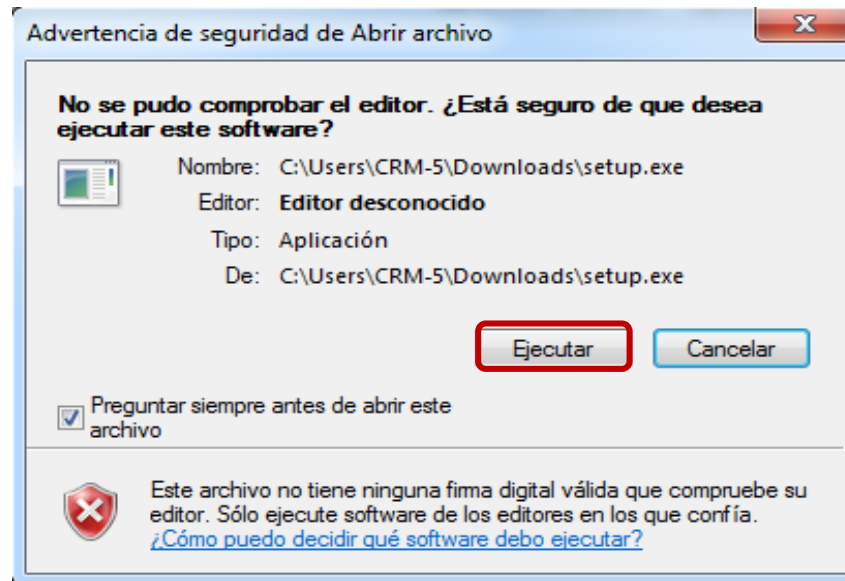 Advertencia de seguridad de Abrir archivo
No se pudo comprobar el editor. ¿Está seguro de que desea
ejecutar este software?
Nombre: C:\Users\CRM-5\Downloads\setup.exe
Editor: Editor desconocido
Tipo: Aplicación
De: C:\Users\CRM-5\Downloads\setup.exe
Ejecutar Cancelar
Preguntar siempre antes de abrir este
archivo
Este archivo no tiene ninguna firma digital válida que compruebe su
editor. Sólo ejecute software de los editores en los que confía.
¿Cómo puedo decidir qué software debo ejecutar?